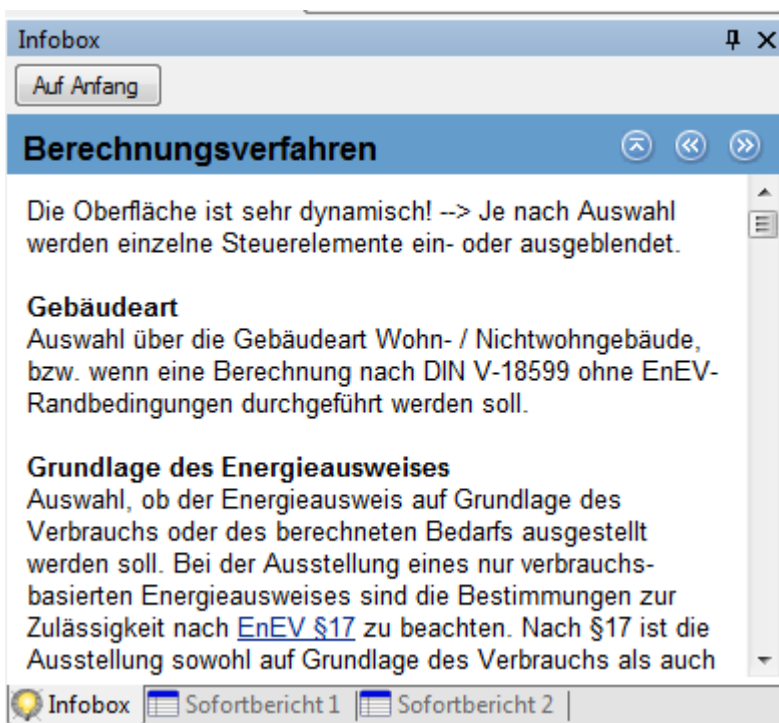 Infobox
Auf Anfang
Berechnungsverfahren
Die Oberfläche ist sehr dynamisch! --> Je nach Auswahl
werden einzelne Steuerelemente ein- oder ausgeblendet.
Gebäudeart
Auswahl über die Gebäudeart Wohn- / Nichtwohngebäude,
bzw. wenn eine Berechnung nach DIN V-18599 ohne EnEV-
Randbedingungen durchgeführt werden soll.
Grundlage des Energieausweises
Auswahl, ob der Energieausweis auf Grundlage des
Verbrauchs oder des berechneten Bedarfs ausgestellt
werden soll. Bei der Ausstellung eines nur verbrauchs-
basierten Energieausweises sind die Bestimmungen zur
Zulässigkeit nach EnEV §17 zu beachten. Nach §17 ist die
Ausstellung sowohl auf Grundlage des Verbrauchs als auch
Infobox Sofortbericht 1 Sofortbericht 2